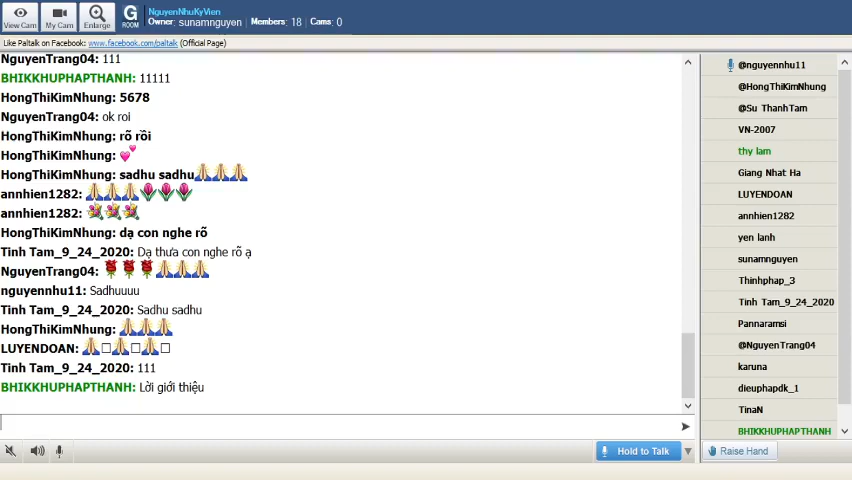 NguyenNhuKyVien
Owner: sunamnguyen Members: 18 Cams: 0
View Cam My Cam Enlarge G ROOM
Like Paltalk on Facebook: www.facebook.com/paltalk (Official Page)
NguyenTrang04: 111
BHIKKHUPHAPTHANH: 11111
HongThiKimNhung: 5678
NguyenTrang04: ok roi
HongThiKimNhung: rõ rồi
HongThiKimNhung: 💕
HongThiKimNhung: sadhu sadhu🙏🙏🙏
annhien1282: 🙏🙏🙏🌷🌷🌷
annhien1282: 💐💐💐
HongThiKimNhung: dạ con nghe rõ
Tinh Tam_9_24_2020: Dạ thưa con nghe rõ ạ
NguyenTrang04: 🌹🌹🌹🙏🙏🙏
nguyennhu11: Sadhuuuu
Tinh Tam_9_24_2020: Sadhu sadhu
HongThiKimNhung: 🙏🙏🙏
LUYENDOAN: 🙏□🙏□🙏□
Tinh Tam_9_24_2020: 111
BHIKKHUPHAPTHANH: Lời giới thiệu
@nguyennhu11
@HongThiKimNhung
@Su ThanhTam
VN-2007
thy lam
Giang Nhat Ha
LUYENDOAN
annhien1282
yen lanh
sunamnguyen
Thinhphap_3
Tinh Tam_9_24_2020
Pannaramsi
@NguyenTrang04
karuna
dieuphapdk_1
TinaN
BHIKKHUPHAPTHANH
Hold to Talk
Raise Hand